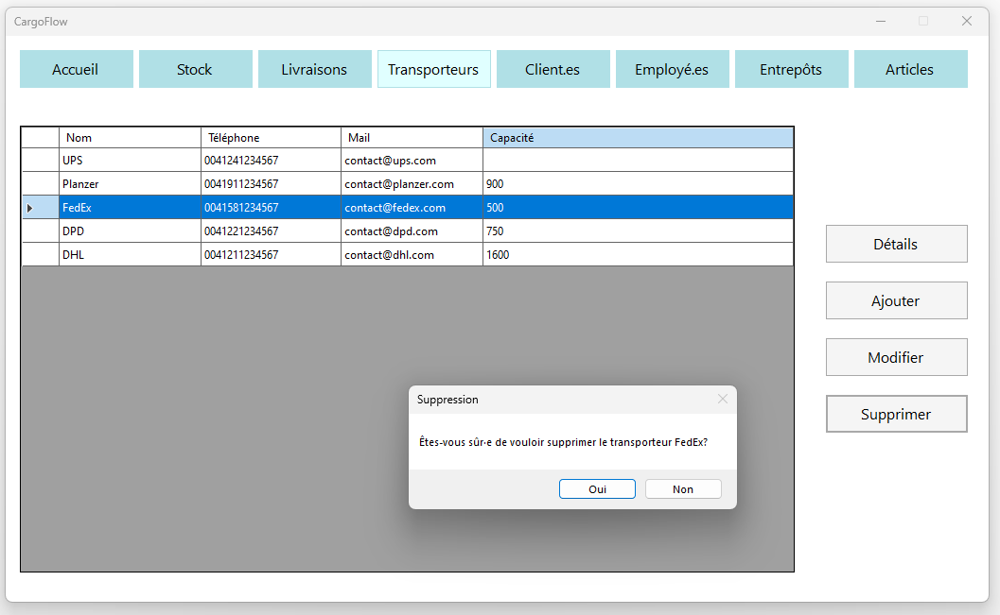 CargoFlow
Accueil Stock Livraisons Transporteurs Client.es Employé.es Entrepôts Articles
Nom Téléphone Mail Capacité
UPS 0041241234567 contact@ups.com
Planzer 0041911234567 contact@planzer.com 900
FedEx 0041581234567 contact@fedex.com 500
DPD 0041221234567 contact@dpd.com 750
DHL 0041211234567 contact@dhl.com 1600
Détails
Ajouter
Modifier
Supprimer
Suppression
Êtes-vous sûr·e de vouloir supprimer le transporteur FedEx?
Oui Non